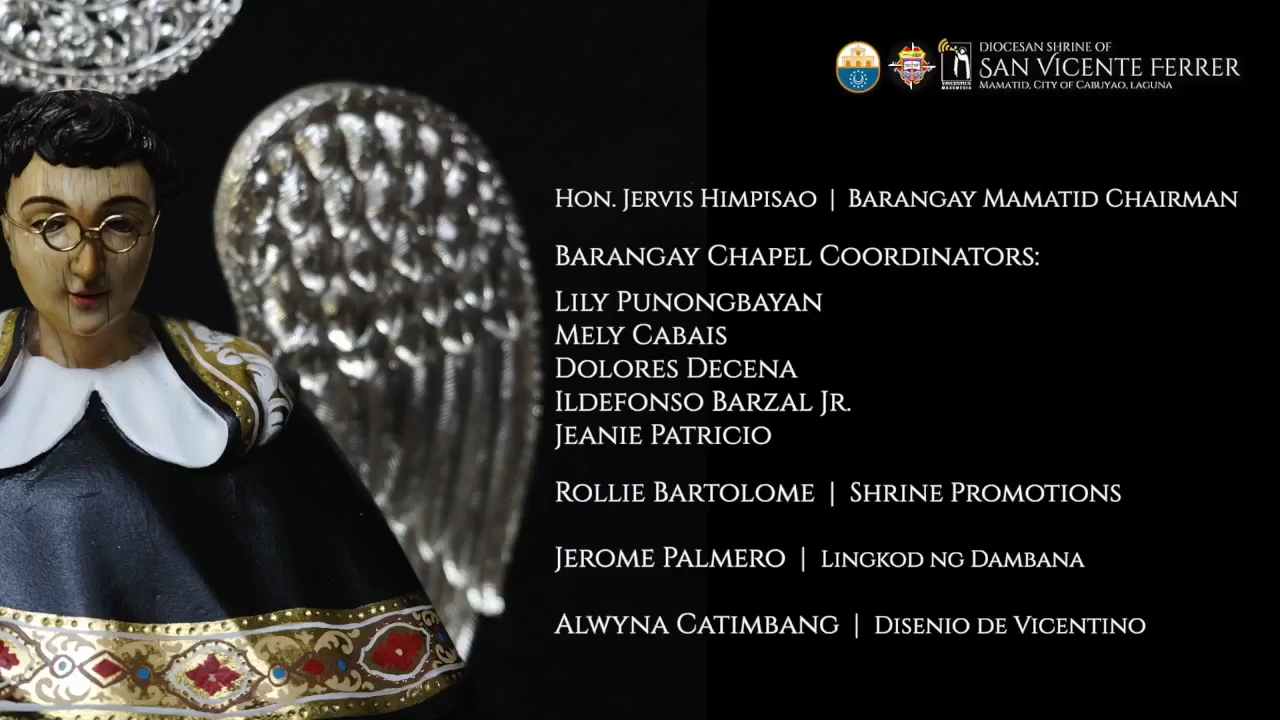 DIOCESAN SHRINE OF
SAN VICENTE FERRER
MAMATID, CITY OF CABUYAO, LAGUNA
HON. JERVIS HIMPISAO | BARANGAY MAMATID CHAIRMAN
BARANGAY CHAPEL COORDINATORS:
LILY PUNONGBAYAN
MELY CABAIS
DOLORES DECENA
ILDEFONSO BARZAL JR.
JEANIE PATRICIO
ROLLIE BARTOLOME | SHRINE PROMOTIONS
JEROME PALMERO | LINGKOD NG DAMBANA
ALWYNA CATIMBANG | DISENIO DE VICENTINO